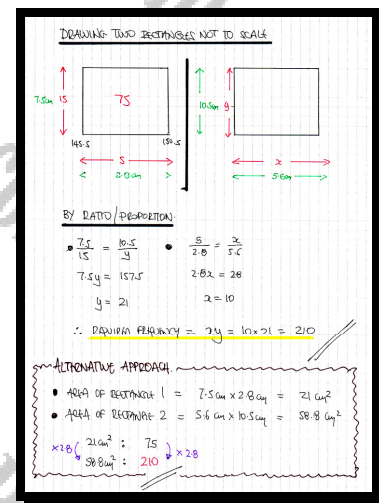 DRAWING TWO RECTANGLES NOT TO SCALE
7.5cm 15 75 10.5cm y
145.5 150.5
5 x
2.8cm 5.6cm
BY RATIO/PROPORTION.
• 7.5/15 = 10.5/y • 5/2.8 = x/5.6
7.5y = 157.5 2.8x = 28
y = 21 x = 10
∴ REQUIRED FREQUENCY = xy = 10×21 = 210
ALTERNATIVE APPROACH.
• AREA OF RECTANGLE 1 = 7.5cm × 2.8cm = 21cm²
• AREA OF RECTANGLE 2 = 5.6cm × 10.5cm = 58.8cm²
×2.8 21cm² : 75 ×2.8
58.8cm² : 210